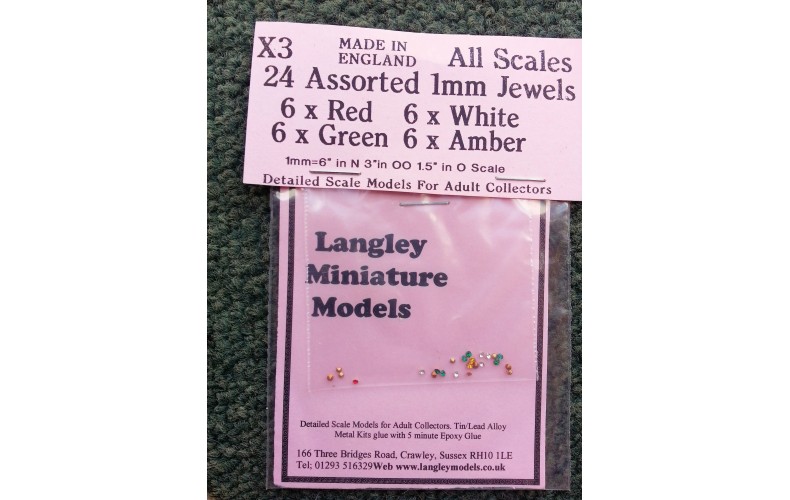 X3 MADE IN ENGLAND All Scales
24 Assorted 1mm Jewels
6 x Red 6 x White
6 x Green 6 x Amber
1mm=6" in N 3"in OO 1.5" in O Scale
Detailed Scale Models For Adult Collectors
Langley
Miniature
Models
Detailed Scale Models for Adult Collectors. Tin/Lead Alloy
Metal Kits glue with 5 minute Epoxy Glue
166 Three Bridges Road, Crawley, Sussex RH10 1LE
Tel; 01293 516329Web www.langleymodels.co.uk